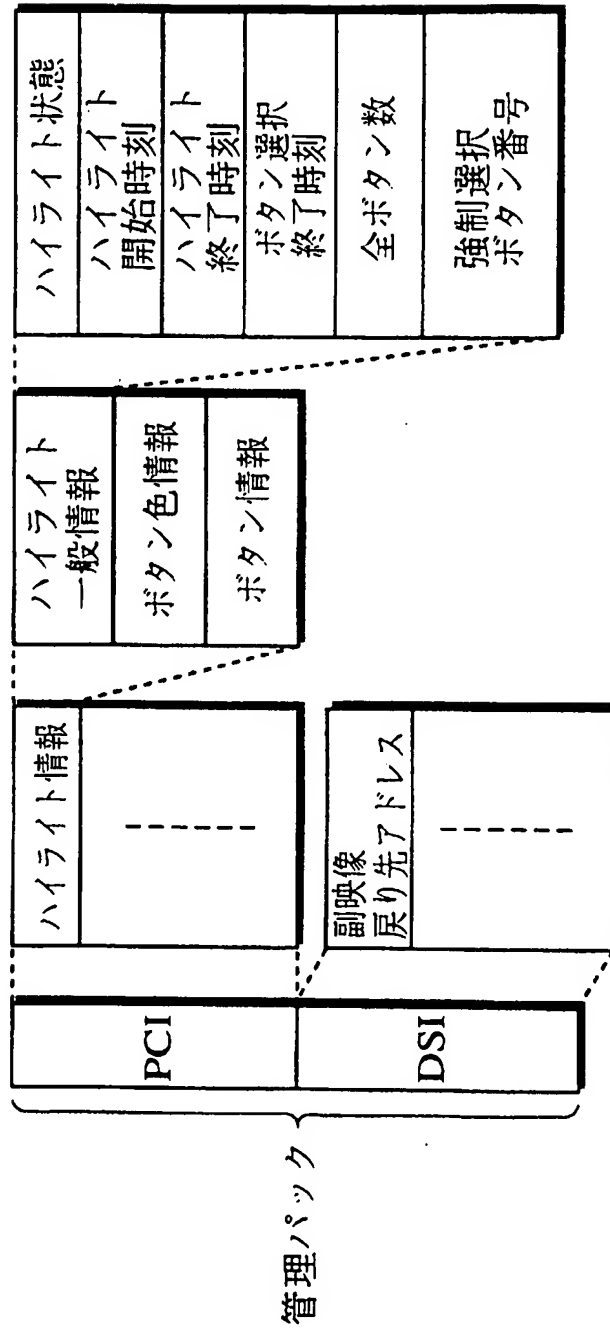 管理パック
PCI
DSI
ハイライト情報
副映像
戻り先アドレス
ハイライト
一般情報
ボタン色情報
ボタン情報
ハイライト状態
ハイライト
開始時刻
ハイライト
終了時刻
ボタン選択
終了時刻
全ボタン数
強制選択
ボタン番号